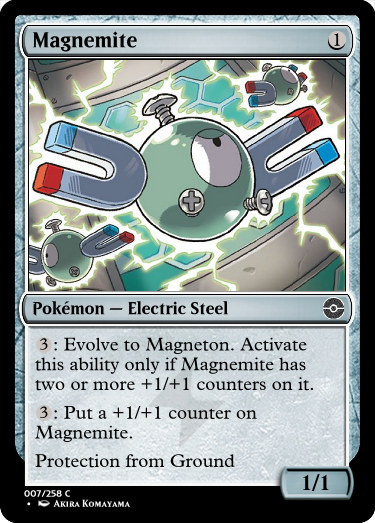 Magnemite 1
Pokémon — Electric Steel
3: Evolve to Magneton. Activate
this ability only if Magnemite has
two or more +1/+1 counters on it.
3: Put a +1/+1 counter on
Magnemite.
Protection from Ground
1/1
007/258 C
• Akira Komayama